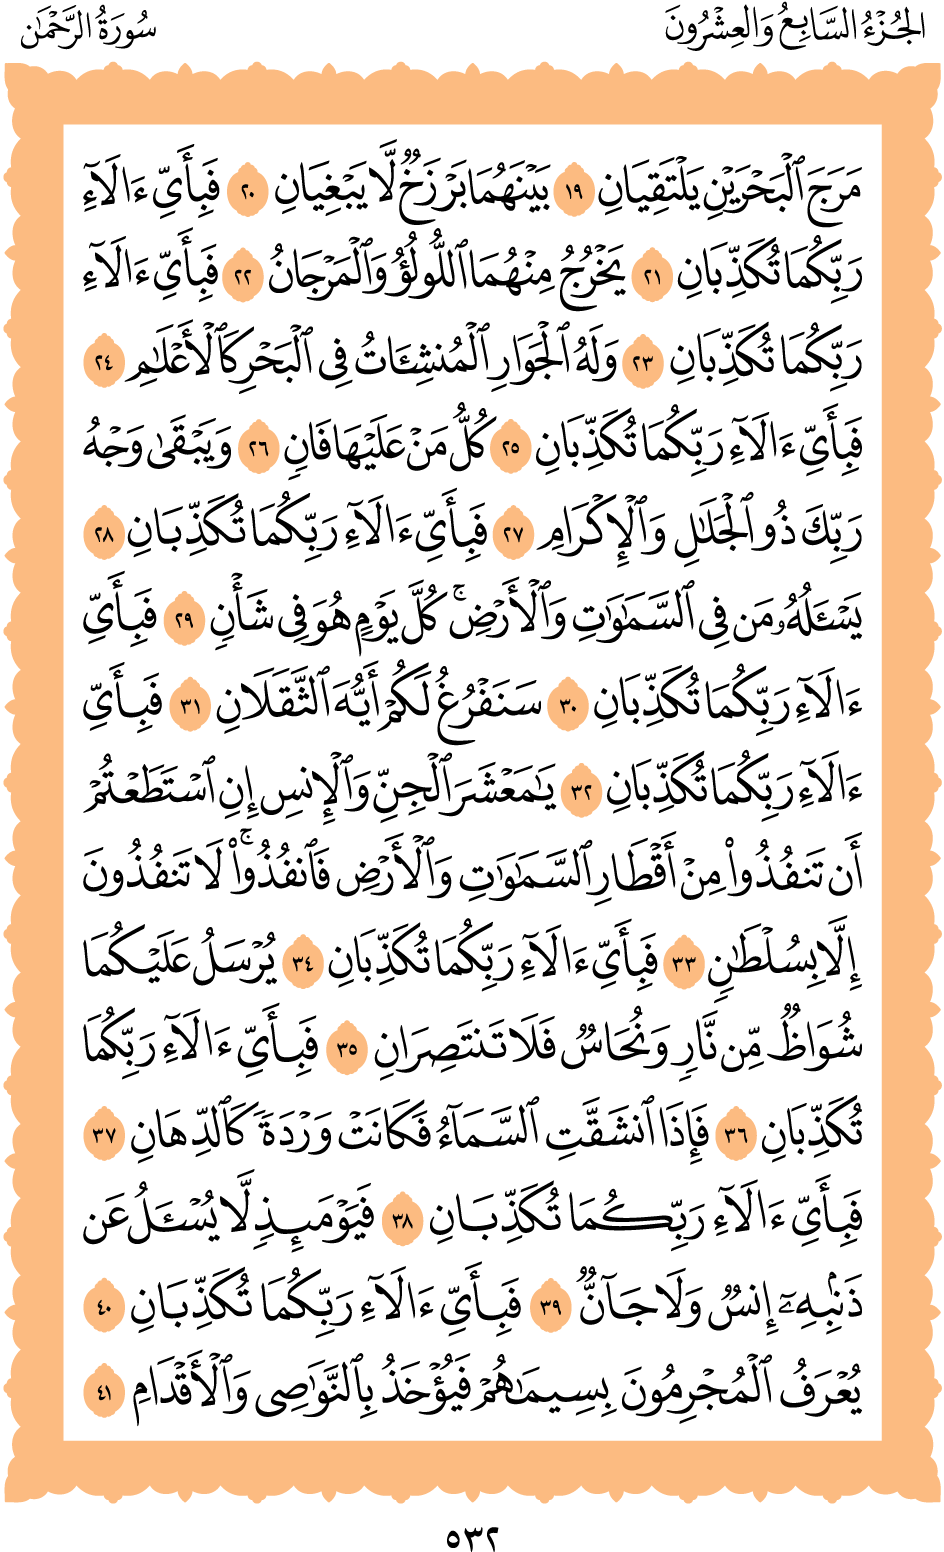 الجُزْءُ السَّابِعُ وَالعِشْرُونَ
سُورَةُ الرَّحْمَٰن
مَرَجَ ٱلْبَحْرَيْنِ يَلْتَقِيَانِ ١٩ بَيْنَهُمَا بَرْزَخٌ لَّا يَبْغِيَانِ ٢٠ فَبِأَيِّ ءَالَآءِ
رَبِّكُمَا تُكَذِّبَانِ ٢١ يَخْرُجُ مِنْهُمَا ٱللُّؤْلُؤُ وَٱلْمَرْجَانُ ٢٢ فَبِأَيِّ ءَالَآءِ
رَبِّكُمَا تُكَذِّبَانِ ٢٣ وَلَهُ ٱلْجَوَارِ ٱلْمُنشَِٔاتُ فِى ٱلْبَحْرِ كَٱلْأَعْلَٰمِ ٢٤
فَبِأَيِّ ءَالَآءِ رَبِّكُمَا تُكَذِّبَانِ ٢٥ كُلُّ مَنْ عَلَيْهَا فَانٍ ٢٦ وَيَبْقَىٰ وَجْهُ
رَبِّكَ ذُو ٱلْجَلَٰلِ وَٱلْإِكْرَامِ ٢٧ فَبِأَيِّ ءَالَآءِ رَبِّكُمَا تُكَذِّبَانِ ٢٨
يَسْـَٔلُهُۥ مَن فِى ٱلسَّمَٰوَٰتِ وَٱلْأَرْضِ ۚ كُلَّ يَوْمٍ هُوَ فِى شَأْنٍ ٢٩ فَبِأَيِّ
ءَالَآءِ رَبِّكُمَا تُكَذِّبَانِ ٣٠ سَنَفْرُغُ لَكُمْ أَيُّهَ ٱلثَّقَلَانِ ٣١ فَبِأَيِّ
ءَالَآءِ رَبِّكُمَا تُكَذِّبَانِ ٣٢ يَٰمَعْشَرَ ٱلْجِنِّ وَٱلْإِنسِ إِنِ ٱسْتَطَعْتُمْ
أَن تَنفُذُوا۟ مِنْ أَقْطَارِ ٱلسَّمَٰوَٰتِ وَٱلْأَرْضِ فَٱنفُذُوا۟ ۚ لَا تَنفُذُونَ
إِلَّا بِسُلْطَٰنٍ ٣٣ فَبِأَيِّ ءَالَآءِ رَبِّكُمَا تُكَذِّبَانِ ٣٤ يُرْسَلُ عَلَيْكُمَا
شُوَاظٌ مِّن نَّارٍ وَنُحَاسٌ فَلَا تَنتَصِرَانِ ٣٥ فَبِأَيِّ ءَالَآءِ رَبِّكُمَا
تُكَذِّبَانِ ٣٦ فَإِذَا ٱنشَقَّتِ ٱلسَّمَآءُ فَكَانَتْ وَرْدَةً كَٱلدِّهَانِ ٣٧
فَبِأَيِّ ءَالَآءِ رَبِّكُمَا تُكَذِّبَانِ ٣٨ فَيَوْمَئِذٍ لَّا يُسْـَٔلُ عَن
ذَنۢبِهِۦٓ إِنسٌ وَلَا جَآنٌّ ٣٩ فَبِأَيِّ ءَالَآءِ رَبِّكُمَا تُكَذِّبَانِ ٤٠
يُعْرَفُ ٱلْمُجْرِمُونَ بِسِيمَٰهُمْ فَيُؤْخَذُ بِٱلنَّوَٰصِى وَٱلْأَقْدَامِ ٤١
٥٣٢